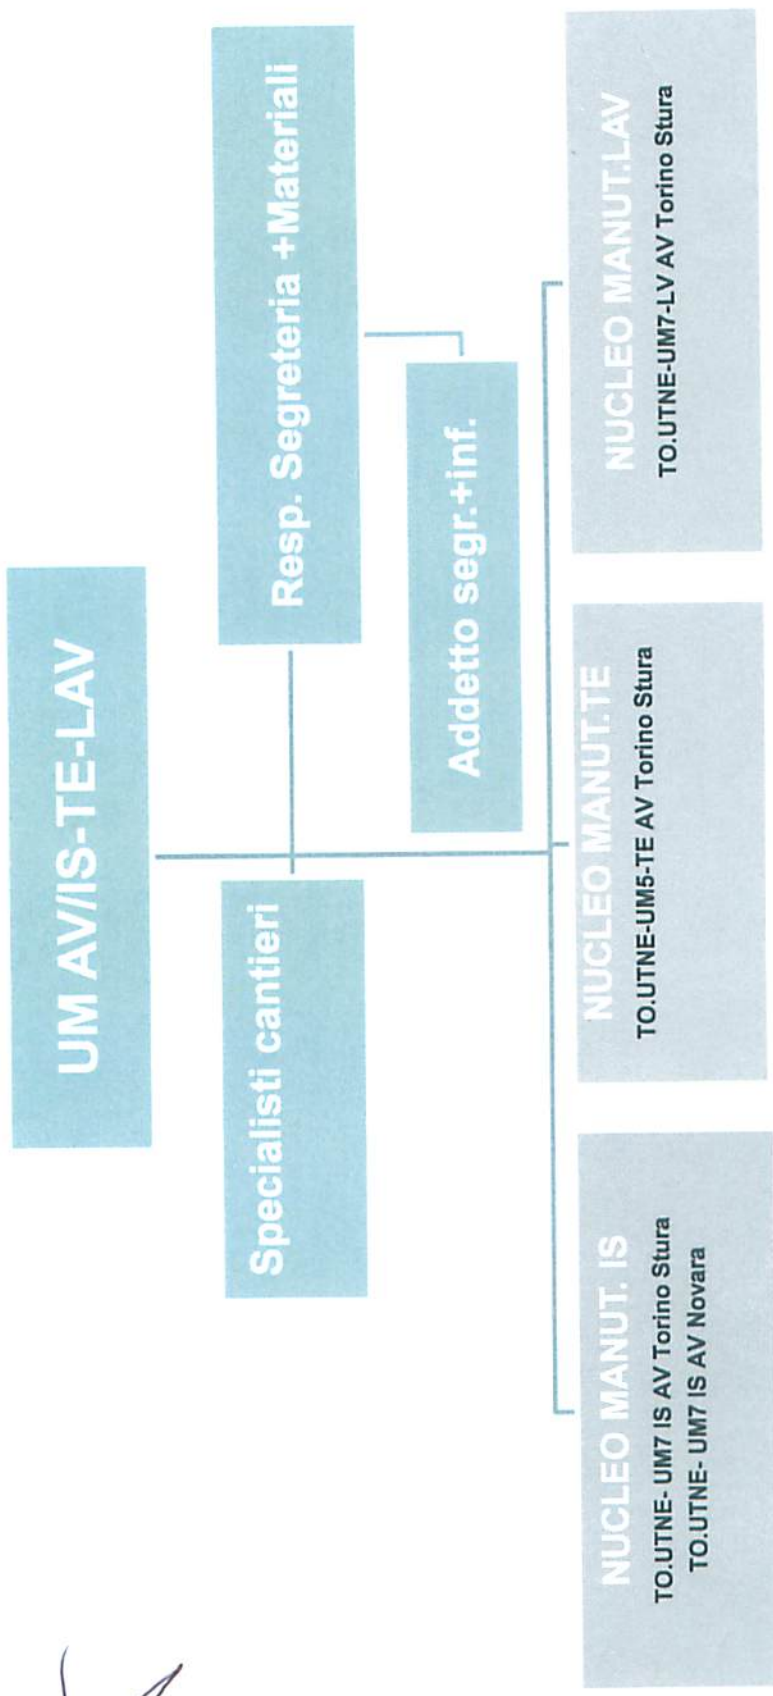 UM AV/IS-TE-LAV
Specialisti cantieri
Resp. Segreteria +Materiali
Addetto segr.+inf.
NUCLEO MANUT. IS
TO.UTNE- UM7 IS AV Torino Stura
TO.UTNE- UM7 IS AV Novara
NUCLEO MANUT.TE
TO.UTNE-UM5-TE AV Torino Stura
NUCLEO MANUT.LAV
TO.UTNE-UM7-LV AV Torino Stura